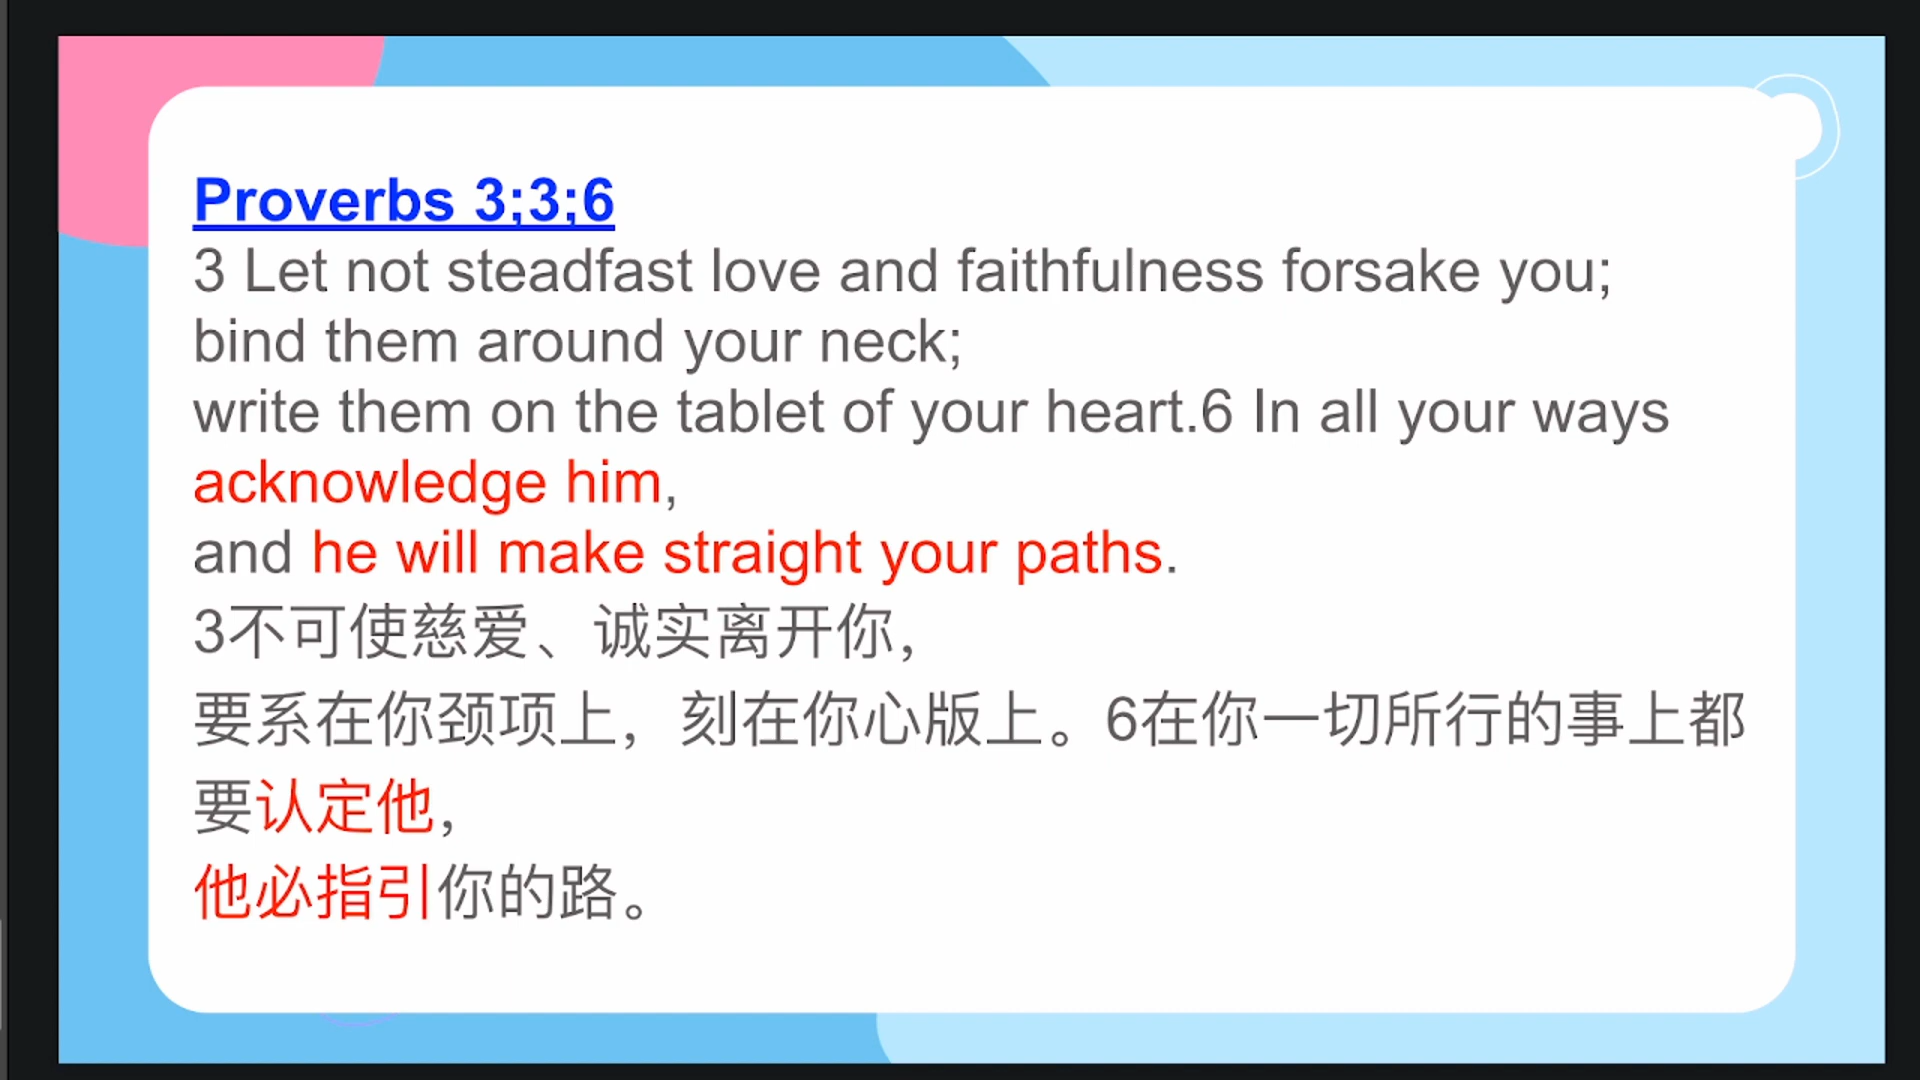 Proverbs 3;3;6
3 Let not steadfast love and faithfulness forsake you;
bind them around your neck;
write them on the tablet of your heart.6 In all your ways
acknowledge him,
and he will make straight your paths.
3不可使慈爱、诚实离开你，
要系在你颈项上，刻在你心版上。6在你一切所行的事上都
要认定他，
他必指引你的路。